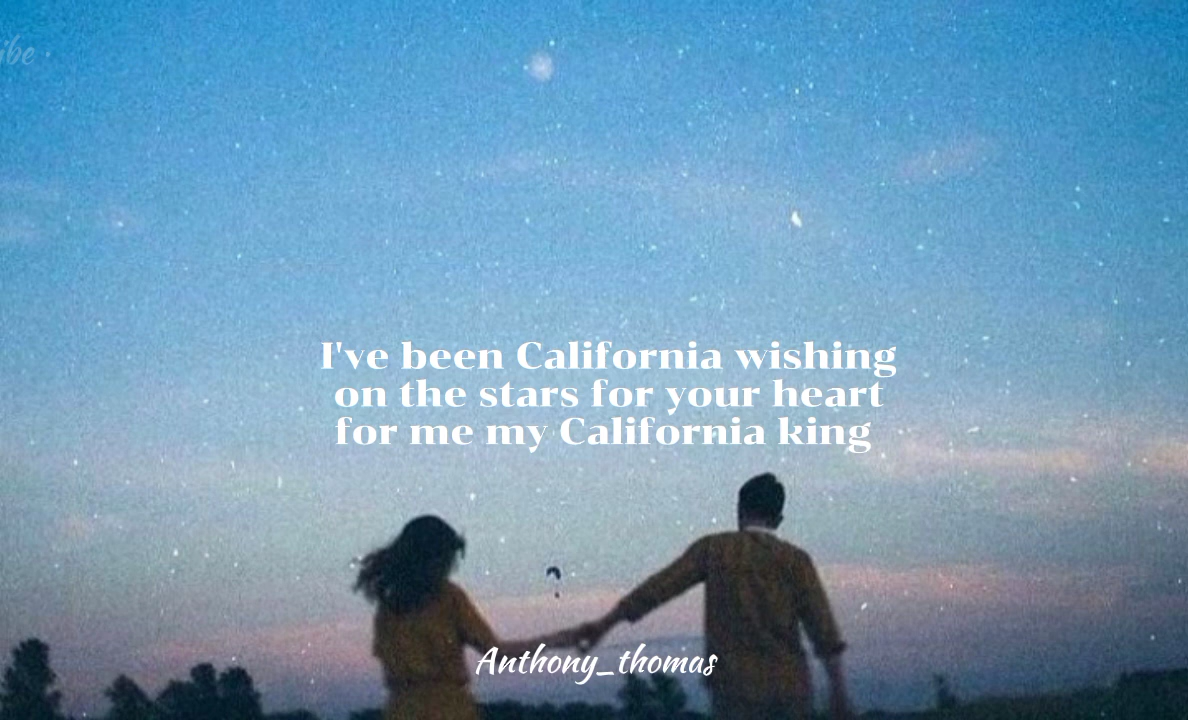 I've been California wishing
on the stars for your heart
for me my California king
Anthony_thomas